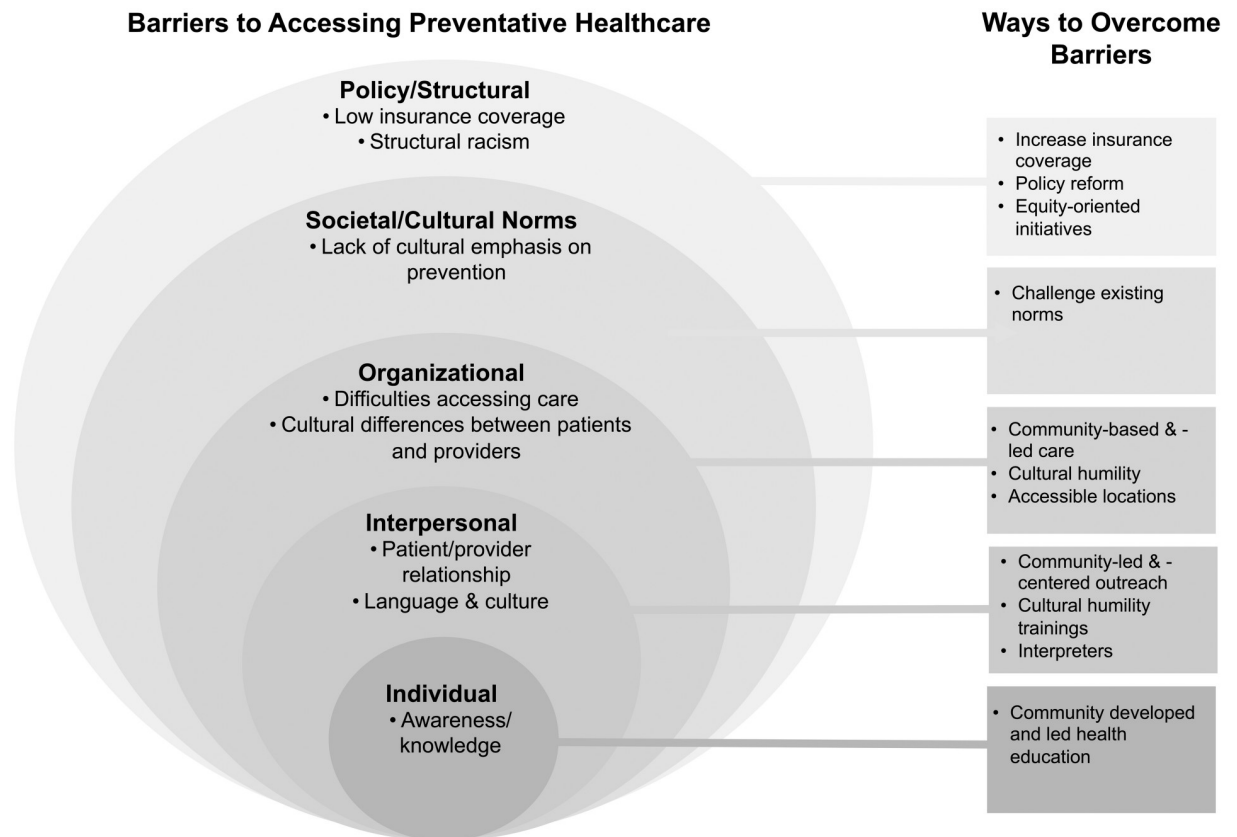 Barriers to Accessing Preventative Healthcare
Policy/Structural
• Low insurance coverage
• Structural racism
Societal/Cultural Norms
• Lack of cultural emphasis on
prevention
Organizational
• Difficulties accessing care
• Cultural differences between patients
and providers
Interpersonal
• Patient/provider
relationship
• Language & culture
Individual
• Awareness/
knowledge
Ways to Overcome
Barriers
• Increase insurance
coverage
• Policy reform
• Equity-oriented
initiatives
• Challenge existing
norms
• Community-based & -
led care
• Cultural humility
• Accessible locations
• Community-led & -
centered outreach
• Cultural humility
trainings
• Interpreters
• Community developed
and led health
education